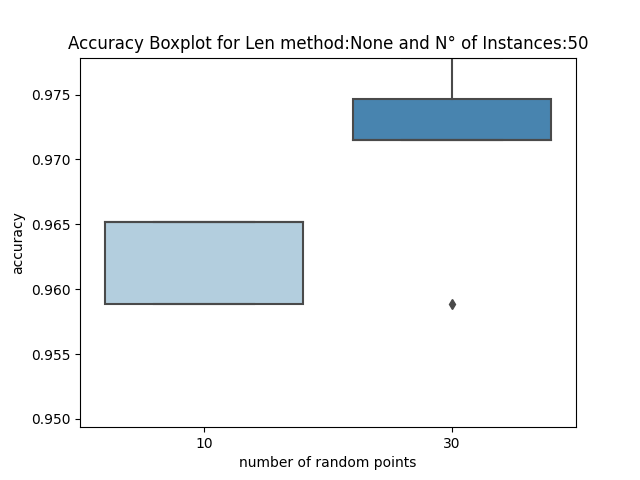 Accuracy Boxplot for Len method:None and N° of Instances:50
0.975
0.970
0.965
0.960
0.955
0.950
accuracy
10 30
number of random points